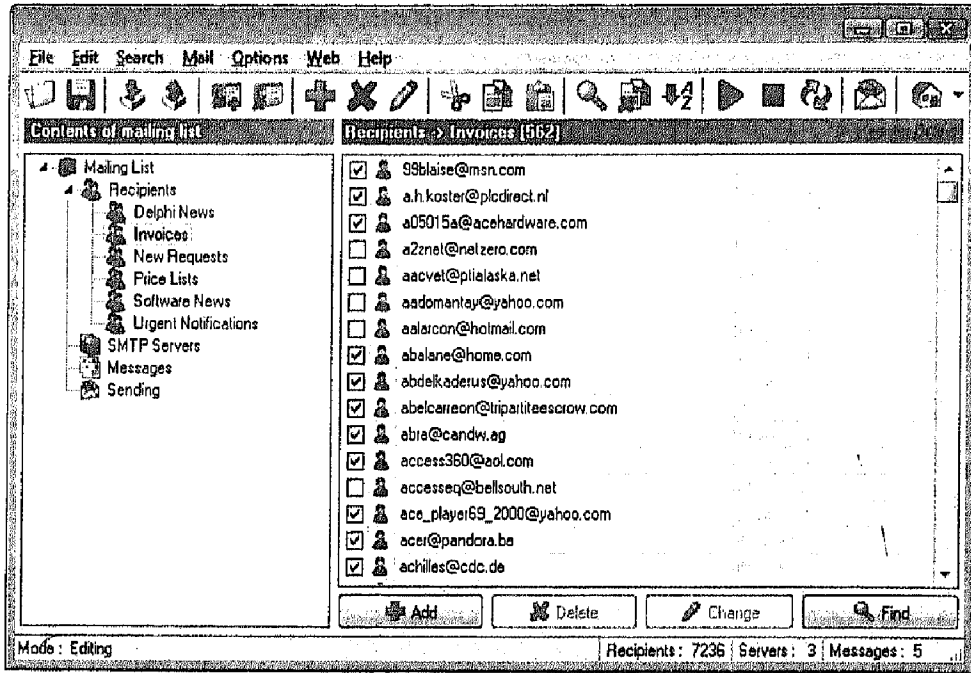 File Edit Search Mail Options Web Help
Contents of mailing list
Recipients -> Invoices [562]
Mailing List
Recipients
Delphi News
Invoices
New Requests
Price Lists
Software News
Urgent Notifications
SMTP Servers
Messages
Sending
99blaise@msn.com
a.h.koster@plcdirect.nl
a05015a@acehardware.com
a2znet@netzero.com
aacvet@ptialaska.net
aadomantay@yahoo.com
aalarcon@hotmail.com
abalane@home.com
abdelkaderus@yahoo.com
abelcarreon@tripartiteescrow.com
abra@candw.ag
access360@aol.com
accesseq@bellsouth.net
ace_player69_2000@yahoo.com
acer@pandora.be
achilles@cdc.de
Add Delete Change Find
Mode : Editing Recipients : 7236 Servers : 3 Messages : 5